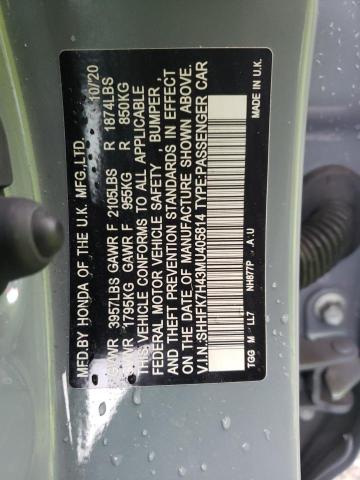 MFD.BY HONDA OF THE U.K. MFG.,LTD. 10/20
GVWR 3957LBS GAWR F 2105LBS R 1874LBS
GVWR 1795KG GAWR F 955KG R 850KG
THIS VEHICLE CONFORMS TO ALL APPLICABLE
FEDERAL MOTOR VEHICLE SAFETY, BUMPER,
AND THEFT PREVENTION STANDARDS IN EFFECT
ON THE DATE OF MANUFACTURE SHOWN ABOVE.
V.I.N.:SHHFK7H43MU405814 TYPE:PASSENGER CAR
TGG M LL7 NH877P .A.U MADE IN U.K.